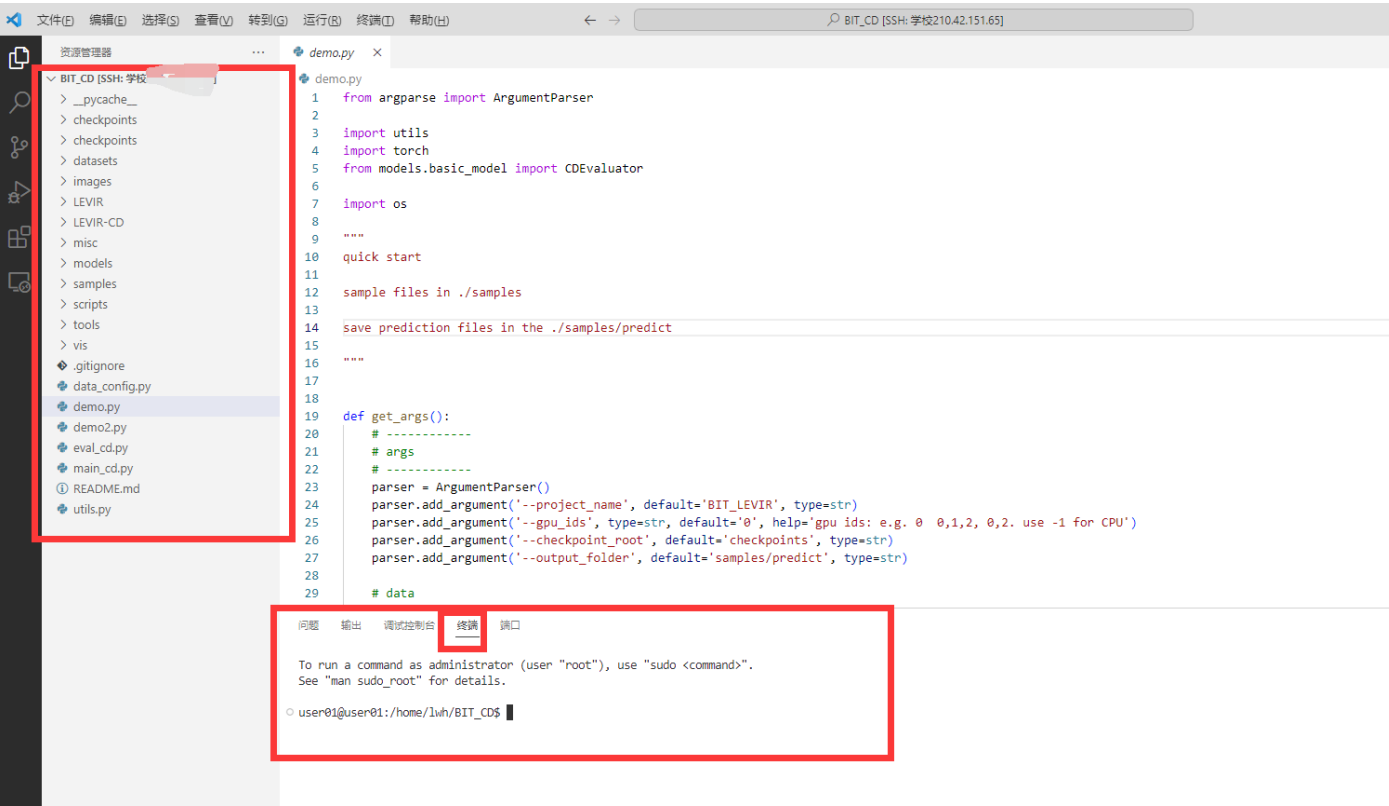 文件(F) 编辑(E) 选择(S) 查看(V) 转到(G) 运行(R) 终端(T) 帮助(H) ← → BIT_CD [SSH: 学校210.42.151.65]
资源管理器 ···
BIT_CD [SSH: 学校 ]
> __pycache__
> checkpoints
> checkpoints
> datasets
> images
> LEVIR
> LEVIR-CD
> misc
> models
> samples
> scripts
> tools
> vis
.gitignore
data_config.py
demo.py
demo2.py
eval_cd.py
main_cd.py
README.md
utils.py
demo.py ×
demo.py
1 from argparse import ArgumentParser
2
3 import utils
4 import torch
5 from models.basic_model import CDEvaluator
6
7 import os
8
9 """
10 quick start
11
12 sample files in ./samples
13
14 save prediction files in the ./samples/predict
15
16 """
17
18
19 def get_args():
20     # ------------
21     # args
22     # ------------
23     parser = ArgumentParser()
24     parser.add_argument('--project_name', default='BIT_LEVIR', type=str)
25     parser.add_argument('--gpu_ids', type=str, default='0', help='gpu ids: e.g. 0  0,1,2, 0,2. use -1 for CPU')
26     parser.add_argument('--checkpoint_root', default='checkpoints', type=str)
27     parser.add_argument('--output_folder', default='samples/predict', type=str)
28
29     # data
问题 输出 调试控制台 终端 端口
To run a command as administrator (user "root"), use "sudo <command>".
See "man sudo_root" for details.
user01@user01:/home/lwh/BIT_CD$